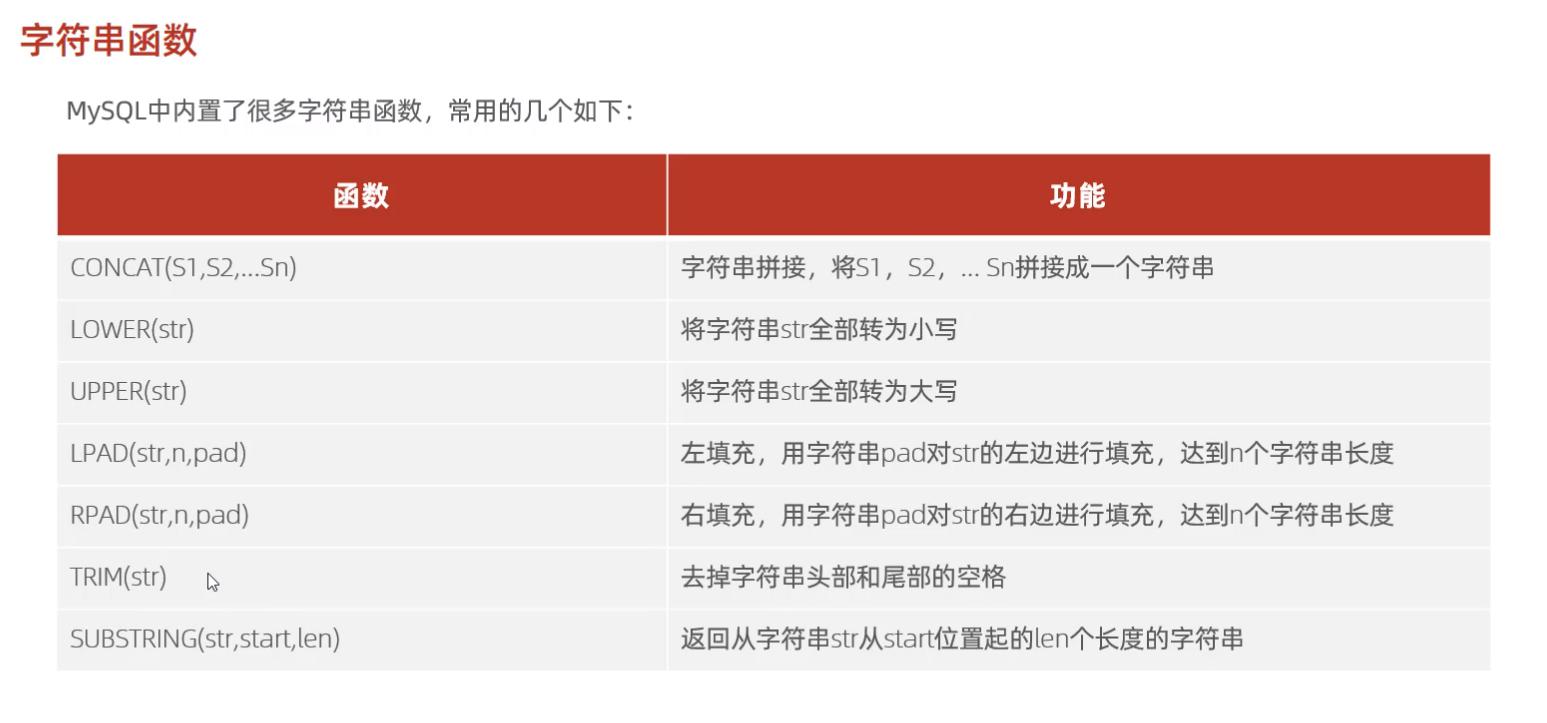 字符串函数
MySQL中内置了很多字符串函数，常用的几个如下：
函数 功能
CONCAT(S1,S2,...Sn) 字符串拼接，将S1，S2，... Sn拼接成一个字符串
LOWER(str) 将字符串str全部转为小写
UPPER(str) 将字符串str全部转为大写
LPAD(str,n,pad) 左填充，用字符串pad对str的左边进行填充，达到n个字符串长度
RPAD(str,n,pad) 右填充，用字符串pad对str的右边进行填充，达到n个字符串长度
TRIM(str) 去掉字符串头部和尾部的空格
SUBSTRING(str,start,len) 返回从字符串str从start位置起的len个长度的字符串